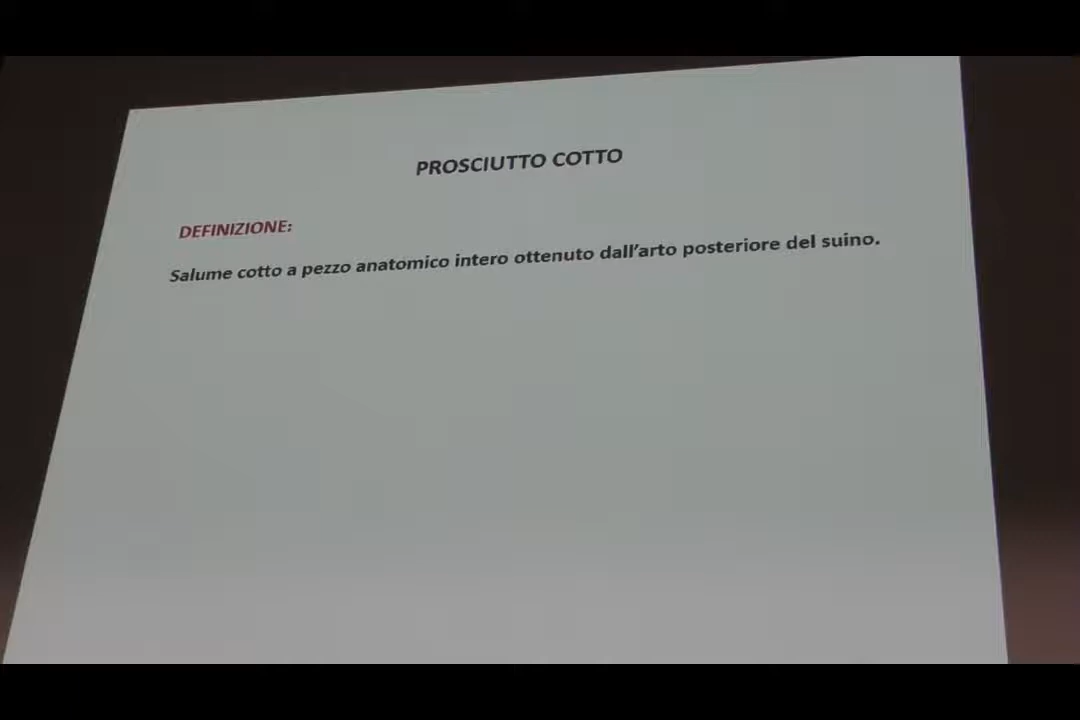 PROSCIUTTO COTTO
DEFINIZIONE:
Salume cotto a pezzo anatomico intero ottenuto dall’arto posteriore del suino.